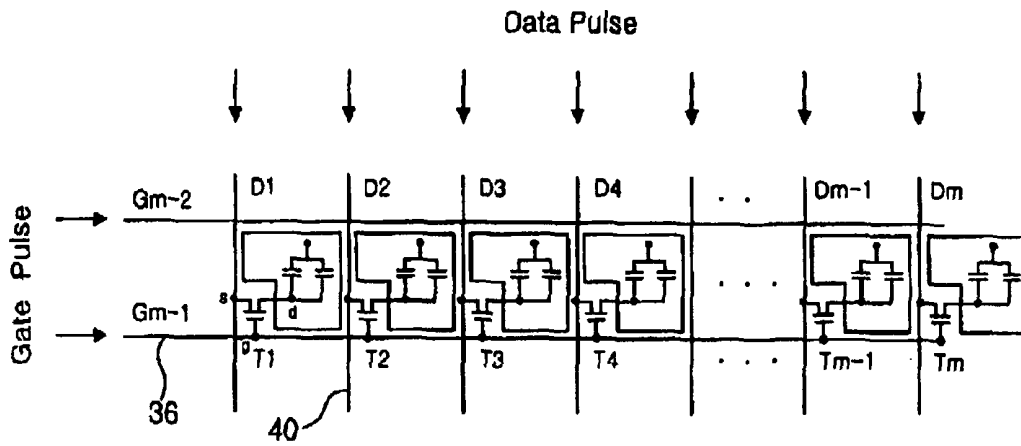 Data Pulse
D1 D2 D3 D4 . . . Dm-1 Dm
Gm-2
Gate Pulse
s
d
Gm-1
g
T1 T2 T3 T4 . . . Tm-1 Tm
36
40